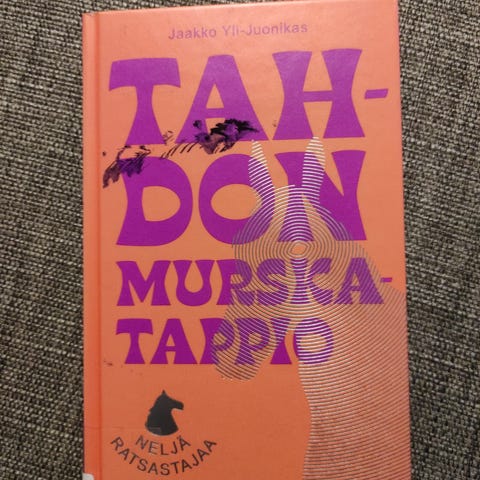 Jaakko Yli-Juonikas
TAH-
DON
MURSKA-
TAPPIO
NELJÄ
RATSASTAJAA